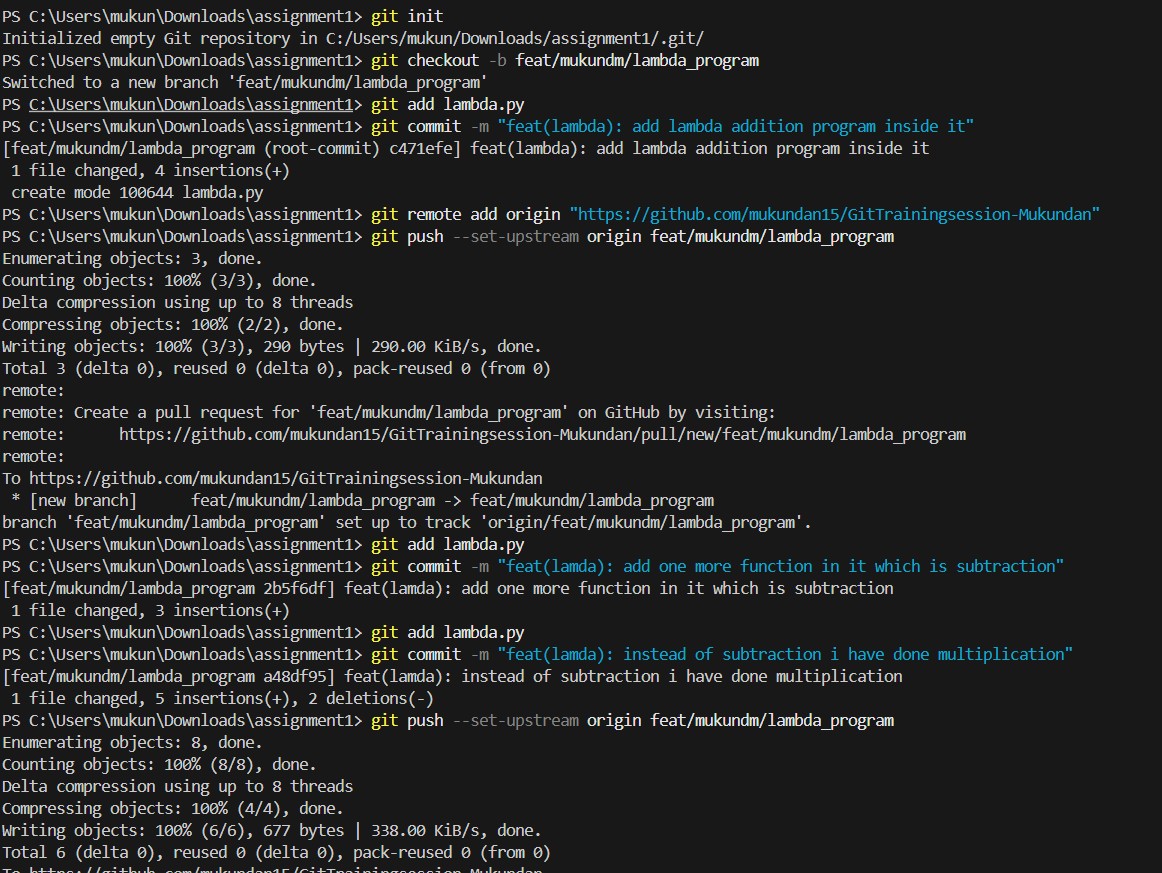 PS C:\Users\mukun\Downloads\assignment1> git init
Initialized empty Git repository in C:/Users/mukun/Downloads/assignment1/.git/
PS C:\Users\mukun\Downloads\assignment1> git checkout -b feat/mukundm/lambda_program
Switched to a new branch 'feat/mukundm/lambda_program'
PS C:\Users\mukun\Downloads\assignment1> git add lambda.py
PS C:\Users\mukun\Downloads\assignment1> git commit -m "feat(lambda): add lambda addition program inside it"
[feat/mukundm/lambda_program (root-commit) c471efe] feat(lambda): add lambda addition program inside it
 1 file changed, 4 insertions(+)
 create mode 100644 lambda.py
PS C:\Users\mukun\Downloads\assignment1> git remote add origin "https://github.com/mukundan15/GitTrainingsession-Mukundan"
PS C:\Users\mukun\Downloads\assignment1> git push --set-upstream origin feat/mukundm/lambda_program
Enumerating objects: 3, done.
Counting objects: 100% (3/3), done.
Delta compression using up to 8 threads
Compressing objects: 100% (2/2), done.
Writing objects: 100% (3/3), 290 bytes | 290.00 KiB/s, done.
Total 3 (delta 0), reused 0 (delta 0), pack-reused 0 (from 0)
remote:
remote: Create a pull request for 'feat/mukundm/lambda_program' on GitHub by visiting:
remote:      https://github.com/mukundan15/GitTrainingsession-Mukundan/pull/new/feat/mukundm/lambda_program
remote:
To https://github.com/mukundan15/GitTrainingsession-Mukundan
 * [new branch]      feat/mukundm/lambda_program -> feat/mukundm/lambda_program
branch 'feat/mukundm/lambda_program' set up to track 'origin/feat/mukundm/lambda_program'.
PS C:\Users\mukun\Downloads\assignment1> git add lambda.py
PS C:\Users\mukun\Downloads\assignment1> git commit -m "feat(lamda): add one more function in it which is subtraction"
[feat/mukundm/lambda_program 2b5f6df] feat(lamda): add one more function in it which is subtraction
 1 file changed, 3 insertions(+)
PS C:\Users\mukun\Downloads\assignment1> git add lambda.py
PS C:\Users\mukun\Downloads\assignment1> git commit -m "feat(lamda): instead of subtraction i have done multiplication"
[feat/mukundm/lambda_program a48df95] feat(lamda): instead of subtraction i have done multiplication
 1 file changed, 5 insertions(+), 2 deletions(-)
PS C:\Users\mukun\Downloads\assignment1> git push --set-upstream origin feat/mukundm/lambda_program
Enumerating objects: 8, done.
Counting objects: 100% (8/8), done.
Delta compression using up to 8 threads
Compressing objects: 100% (4/4), done.
Writing objects: 100% (6/6), 677 bytes | 338.00 KiB/s, done.
Total 6 (delta 0), reused 0 (delta 0), pack-reused 0 (from 0)
To https://github.com/mukundan15/GitTrainingsession-Mukundan